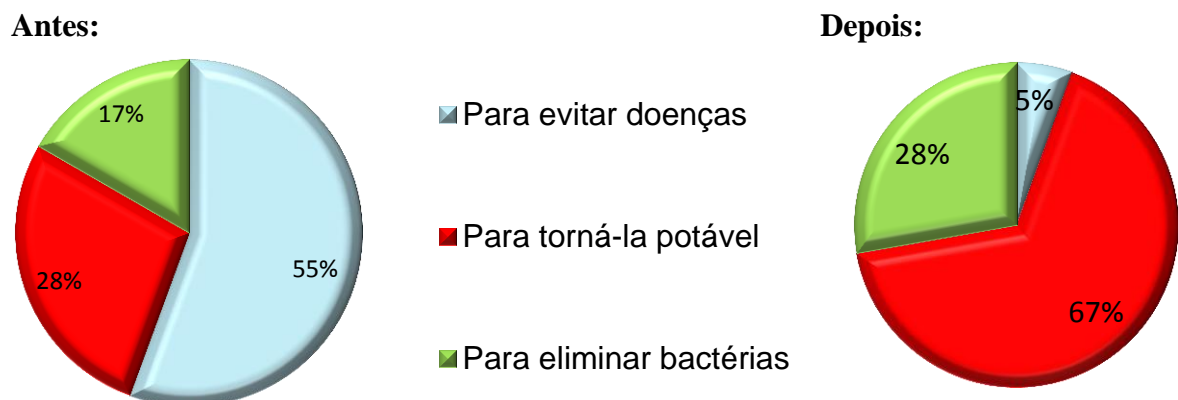 Antes:
Depois:
17%
28%
55%
Para evitar doenças
Para torná-la potável
Para eliminar bactérias
5%
28%
67%